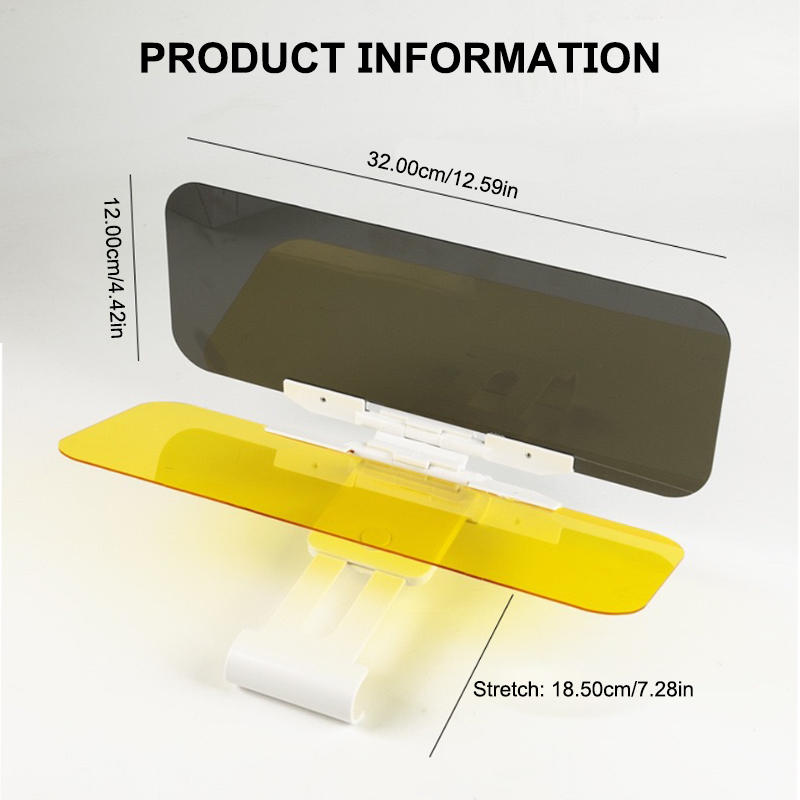 PRODUCT INFORMATION
32.00cm/12.59in
12.00cm/4.42in
Stretch: 18.50cm/7.28in